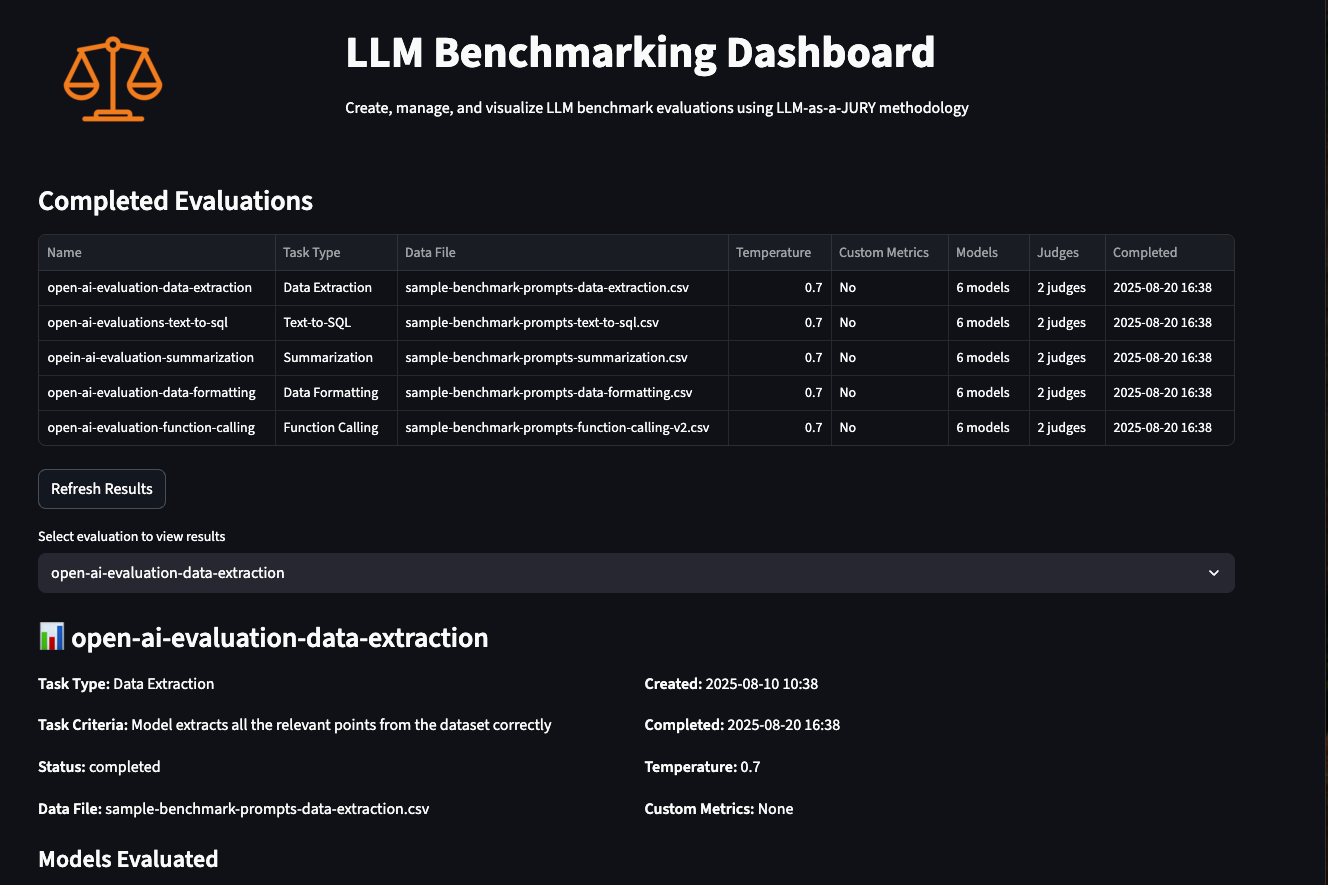 LLM Benchmarking Dashboard
Create, manage, and visualize LLM benchmark evaluations using LLM-as-a-JURY methodology
Completed Evaluations
Name Task Type Data File Temperature Custom Metrics Models Judges Completed
open-ai-evaluation-data-extraction Data Extraction sample-benchmark-prompts-data-extraction.csv 0.7 No 6 models 2 judges 2025-08-20 16:38
open-ai-evaluations-text-to-sql Text-to-SQL sample-benchmark-prompts-text-to-sql.csv 0.7 No 6 models 2 judges 2025-08-20 16:38
opein-ai-evaluation-summarization Summarization sample-benchmark-prompts-summarization.csv 0.7 No 6 models 2 judges 2025-08-20 16:38
open-ai-evaluation-data-formatting Data Formatting sample-benchmark-prompts-data-formatting.csv 0.7 No 6 models 2 judges 2025-08-20 16:38
open-ai-evaluation-function-calling Function Calling sample-benchmark-prompts-function-calling-v2.csv 0.7 No 6 models 2 judges 2025-08-20 16:38
Refresh Results
Select evaluation to view results
open-ai-evaluation-data-extraction
open-ai-evaluation-data-extraction
Task Type: Data Extraction Created: 2025-08-10 10:38
Task Criteria: Model extracts all the relevant points from the dataset correctly Completed: 2025-08-20 16:38
Status: completed Temperature: 0.7
Data File: sample-benchmark-prompts-data-extraction.csv Custom Metrics: None
Models Evaluated